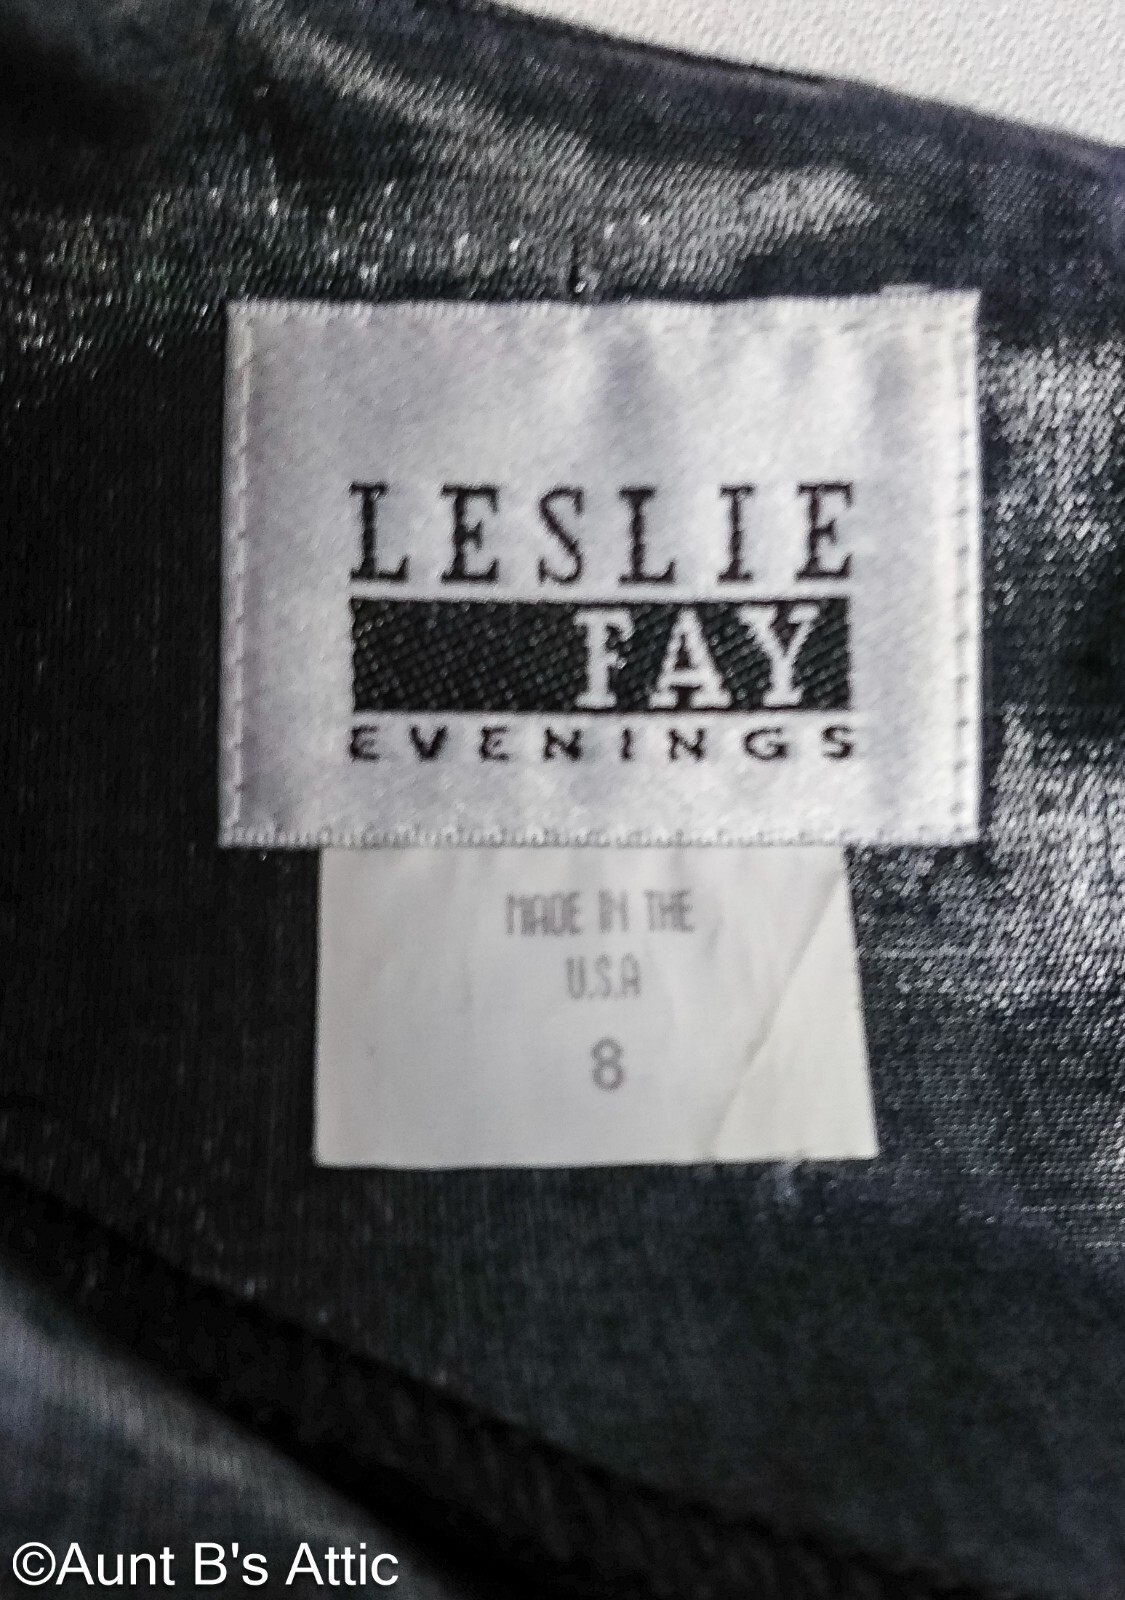 LESLIE
FAY
EVENINGS
MADE IN THE
U.S.A
8
©Aunt B's Attic